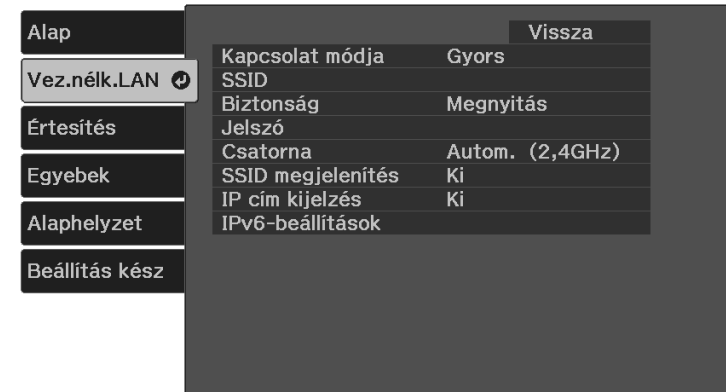 Alap
Vez.nélk.LAN
Értesítés
Egyebek
Alaphelyzet
Beállítás kész
Vissza
Kapcsolat módja Gyors
SSID
Biztonság Megnyitás
Jelszó
Csatorna Autom. (2,4GHz)
SSID megjelenítés Ki
IP cím kijelzés Ki
IPv6-beállítások